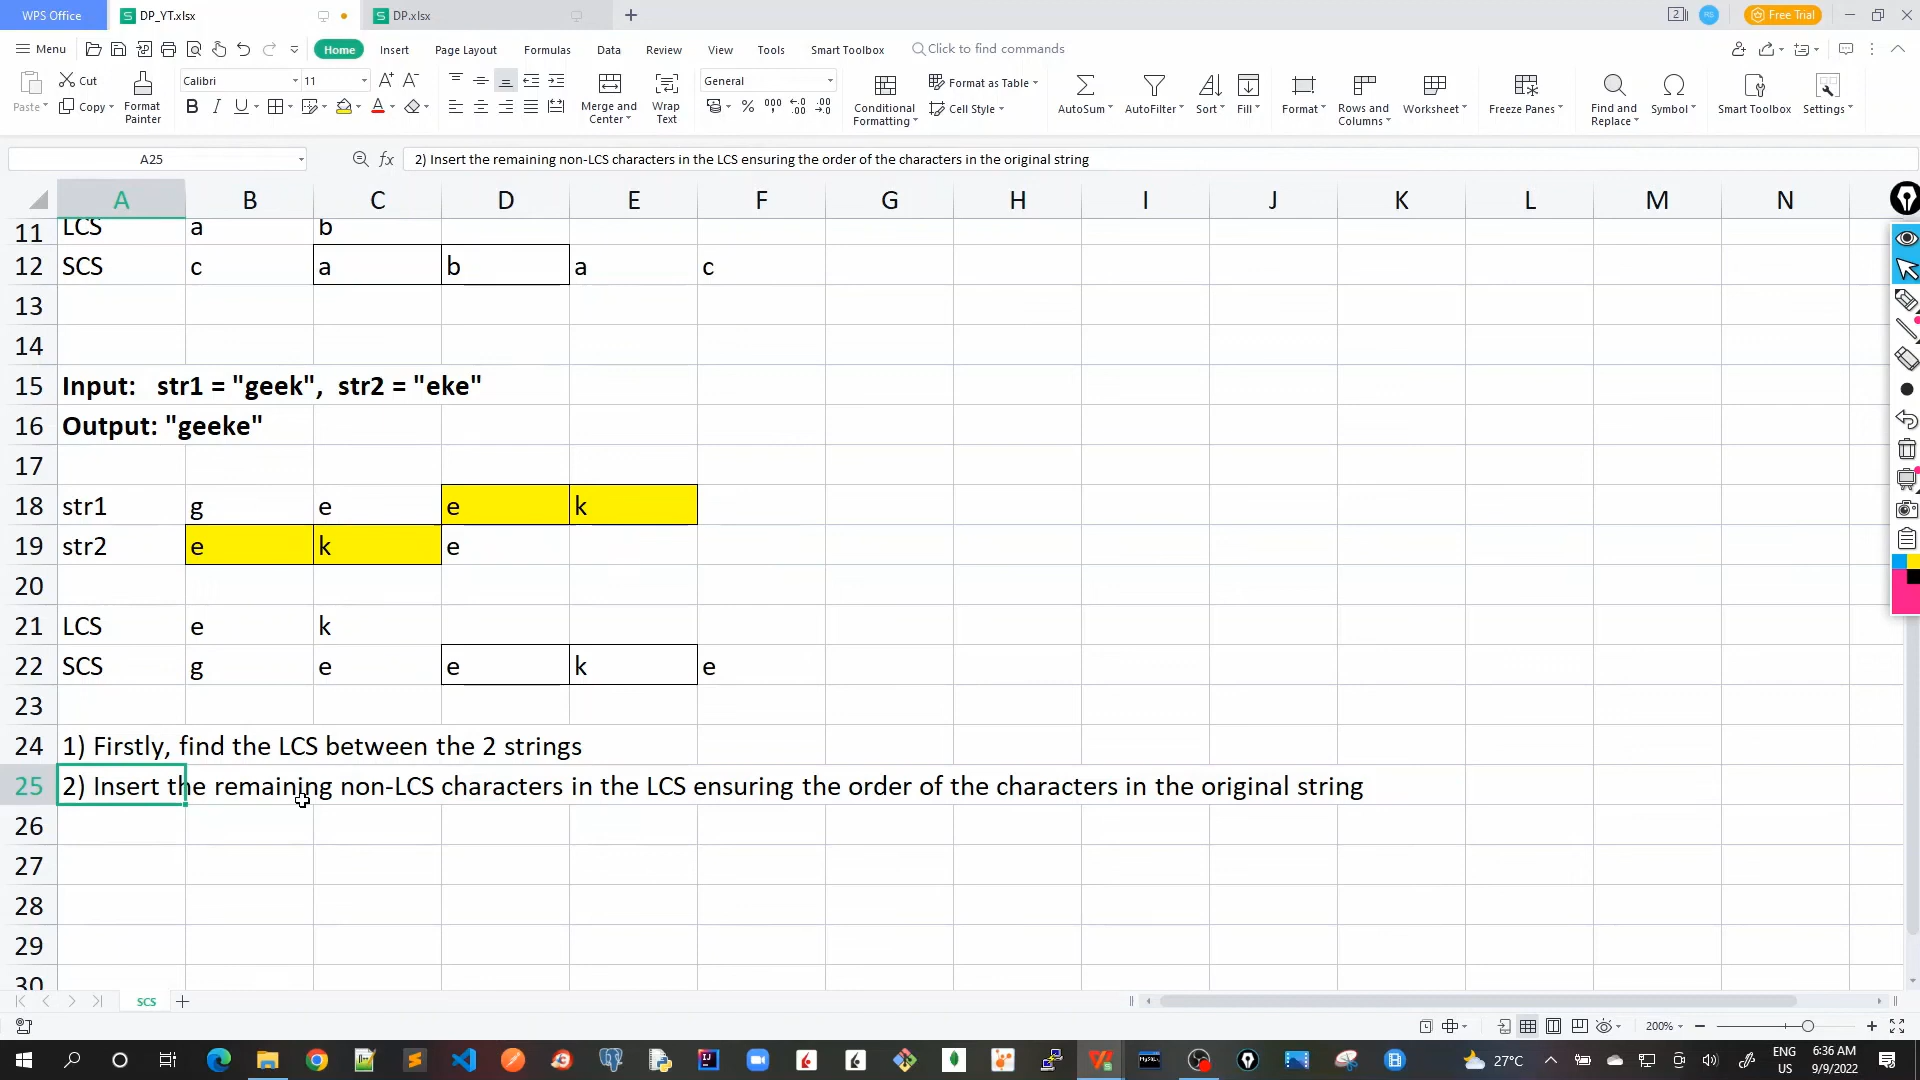 WPS Office DP_YT.xlsx DP.xlsx 2 RS Free Trial
Menu Home Insert Page Layout Formulas Data Review View Tools Smart Toolbox Click to find commands
Paste Cut Copy Format Painter Calibri 11 Merge and Center Wrap Text General Conditional Formatting Format as Table Cell Style AutoSum AutoFilter Sort Fill Format Rows and Columns Worksheet Freeze Panes Find and Replace Symbol Smart Toolbox Settings
A25 fx 2) Insert the remaining non-LCS characters in the LCS ensuring the order of the characters in the original string
A B C D E F G H I J K L M N
11 LCS a b
12 SCS c a b a c
13
14
15 Input: str1 = "geek", str2 = "eke"
16 Output: "geeke"
17
18 str1 g e e k
19 str2 e k e
20
21 LCS e k
22 SCS g e e k e
23
24 1) Firstly, find the LCS between the 2 strings
25 2) Insert the remaining non-LCS characters in the LCS ensuring the order of the characters in the original string
26
27
28
29
30
SCS
200%
27°C ENG US 6:36 AM 9/9/2022